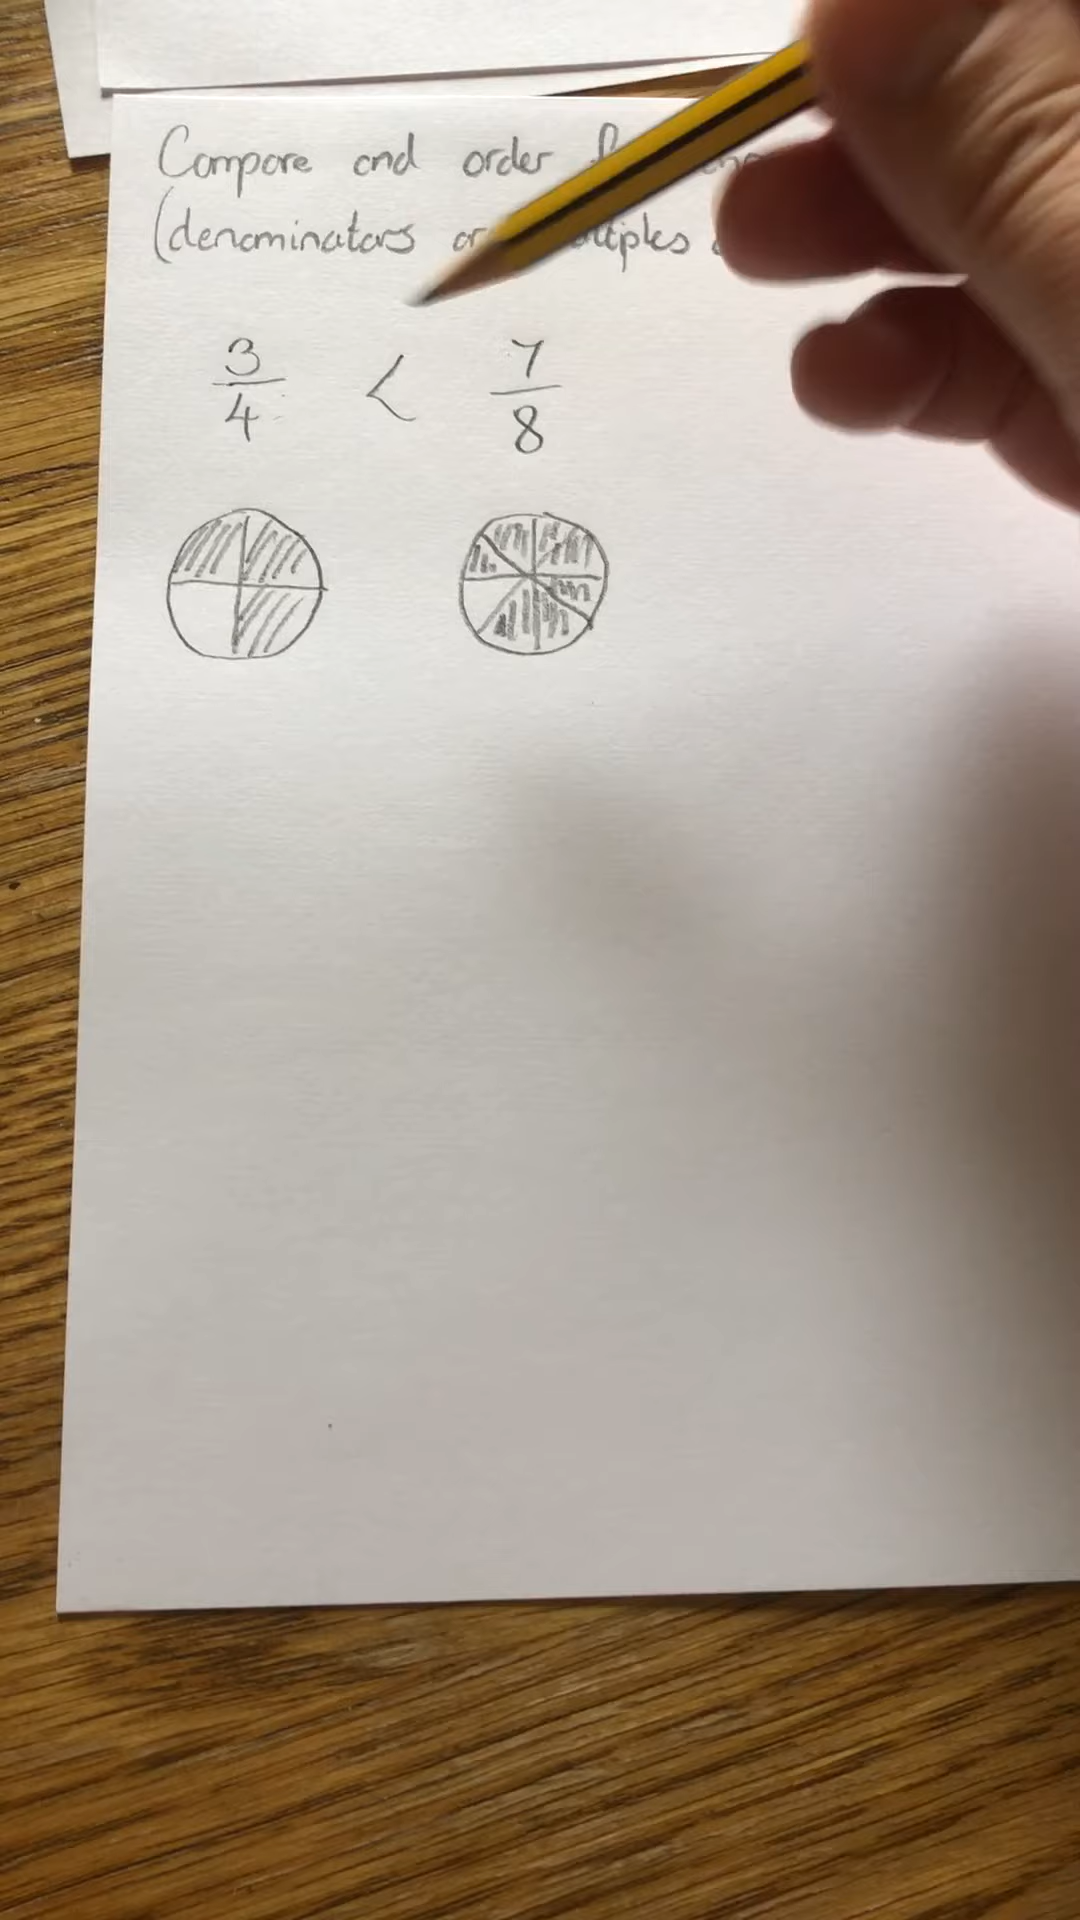 Compare and order
(denominators
3/4 < 7/8